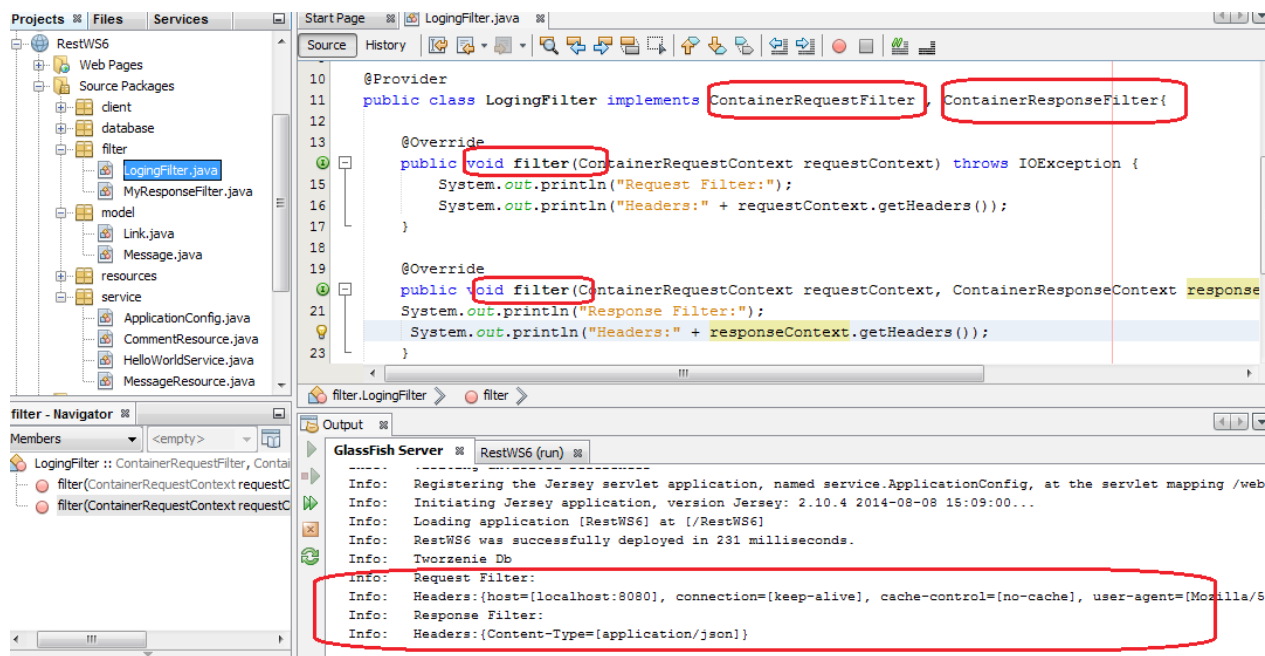 Projects Files Services
RestWS6
Web Pages
Source Packages
client
database
filter
LogingFilter.java
MyResponseFilter.java
model
Link.java
Message.java
resources
service
ApplicationConfig.java
CommentResource.java
HelloWorldService.java
MessageResource.java
filter - Navigator
Members <empty>
LogingFilter :: ContainerRequestFilter, Contai
filter(ContainerRequestContext requestC
filter(ContainerRequestContext requestC
Start Page LogingFilter.java
Source History
10 @Provider
11 public class LogingFilter implements ContainerRequestFilter , ContainerResponseFilter{
12
13 @Override
public void filter(ContainerRequestContext requestContext) throws IOException {
15 System.out.println("Request Filter:");
16 System.out.println("Headers:" + requestContext.getHeaders());
17 }
18
19 @Override
public void filter(ContainerRequestContext requestContext, ContainerResponseContext response
21 System.out.println("Response Filter:");
System.out.println("Headers:" + responseContext.getHeaders());
23 }
filter.LogingFilter filter
Output
GlassFish Server RestWS6 (run)
Info: Registering the Jersey servlet application, named service.ApplicationConfig, at the servlet mapping /web
Info: Initiating Jersey application, version Jersey: 2.10.4 2014-08-08 15:09:00...
Info: Loading application [RestWS6] at [/RestWS6]
Info: RestWS6 was successfully deployed in 231 milliseconds.
Info: Tworzenie Db
Info: Request Filter:
Info: Headers:{host=[localhost:8080], connection=[keep-alive], cache-control=[no-cache], user-agent=[Mozilla/5
Info: Response Filter:
Info: Headers:{Content-Type=[application/json]}